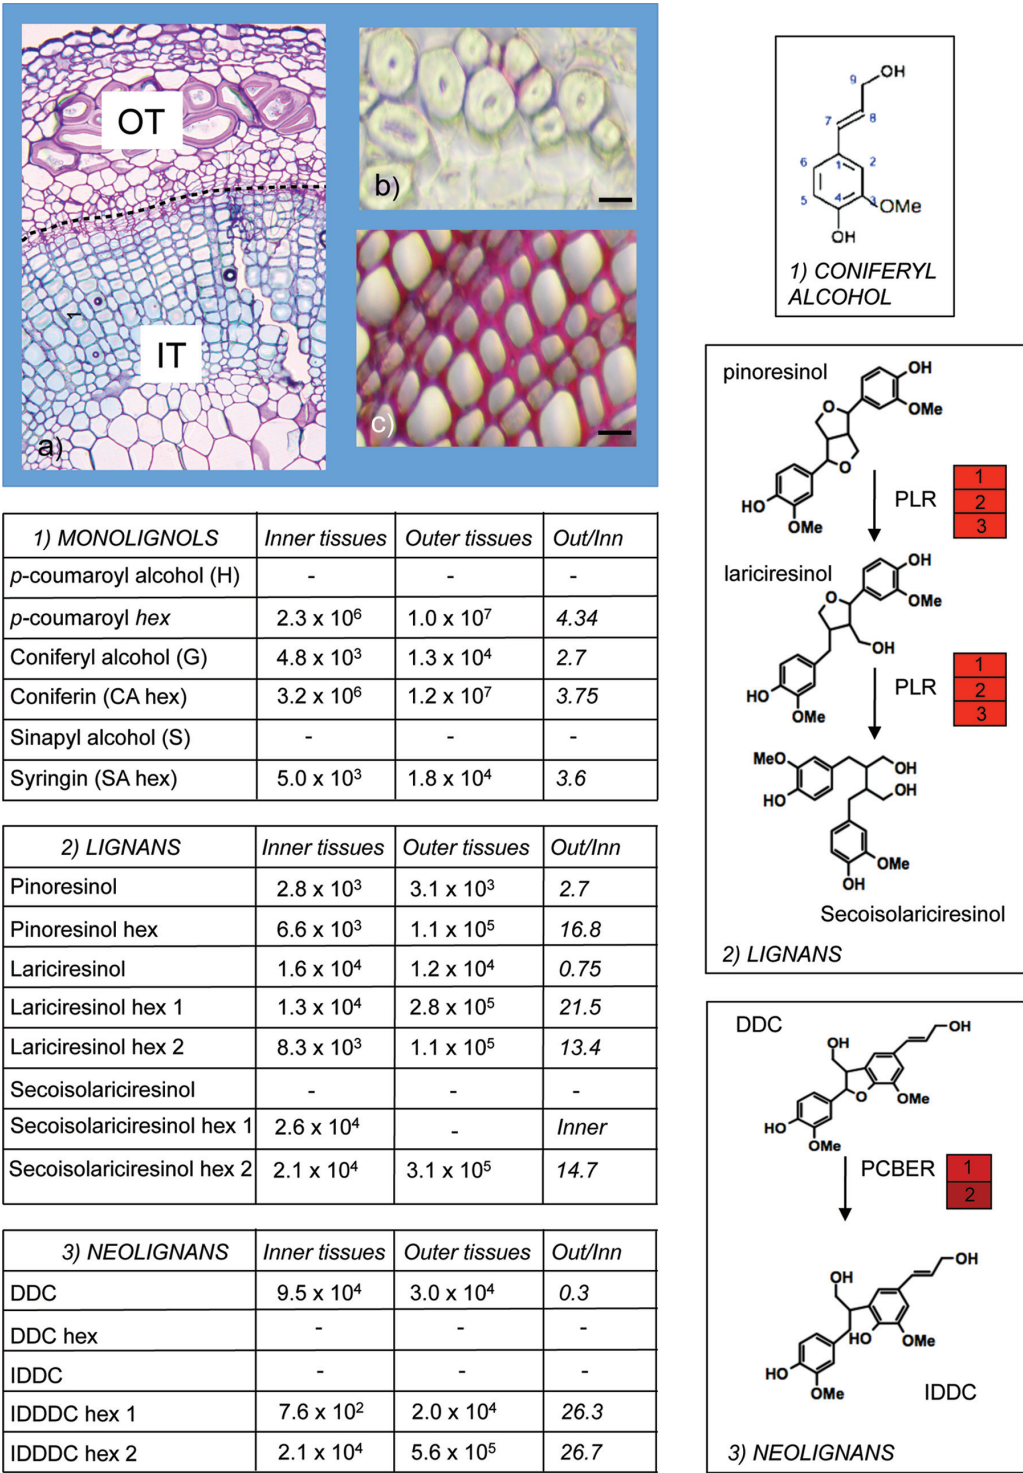 OT
IT
a)
b)
c)
1) MONOLIGNOLS Inner tissues Outer tissues Out/Inn
p-coumaroyl alcohol (H) - - -
p-coumaroyl hex 2.3 x 10⁶ 1.0 x 10⁷ 4.34
Coniferyl alcohol (G) 4.8 x 10³ 1.3 x 10⁴ 2.7
Coniferin (CA hex) 3.2 x 10⁶ 1.2 x 10⁷ 3.75
Sinapyl alcohol (S) - - -
Syringin (SA hex) 5.0 x 10³ 1.8 x 10⁴ 3.6
2) LIGNANS Inner tissues Outer tissues Out/Inn
Pinoresinol 2.8 x 10³ 3.1 x 10³ 2.7
Pinoresinol hex 6.6 x 10³ 1.1 x 10⁵ 16.8
Lariciresinol 1.6 x 10⁴ 1.2 x 10⁴ 0.75
Lariciresinol hex 1 1.3 x 10⁴ 2.8 x 10⁵ 21.5
Lariciresinol hex 2 8.3 x 10³ 1.1 x 10⁵ 13.4
Secoisolariciresinol - - -
Secoisolariciresinol hex 1 2.6 x 10⁴ - Inner
Secoisolariciresinol hex 2 2.1 x 10⁴ 3.1 x 10⁵ 14.7
3) NEOLIGNANS Inner tissues Outer tissues Out/Inn
DDC 9.5 x 10⁴ 3.0 x 10⁴ 0.3
DDC hex - - -
IDDC - - -
IDDDC hex 1 7.6 x 10² 2.0 x 10⁴ 26.3
IDDDC hex 2 2.1 x 10⁴ 5.6 x 10⁵ 26.7
9 OH
7 8
6 1 2
5 4 3 OMe
OH
1) CONIFERYL
ALCOHOL
pinoresinol
OH
O
OMe
O
HO
OMe
PLR
1
2
3
lariciresinol
OH
O
OMe
OH
HO
OMe
PLR
1
2
3
MeO
OH
OH
HO
OMe
OH
Secoisolariciresinol
2) LIGNANS
DDC
OH
OH
O
OMe
HO
OMe
PCBER
1
2
OH
OH
HO
OMe
HO
OMe
IDDC
3) NEOLIGNANS